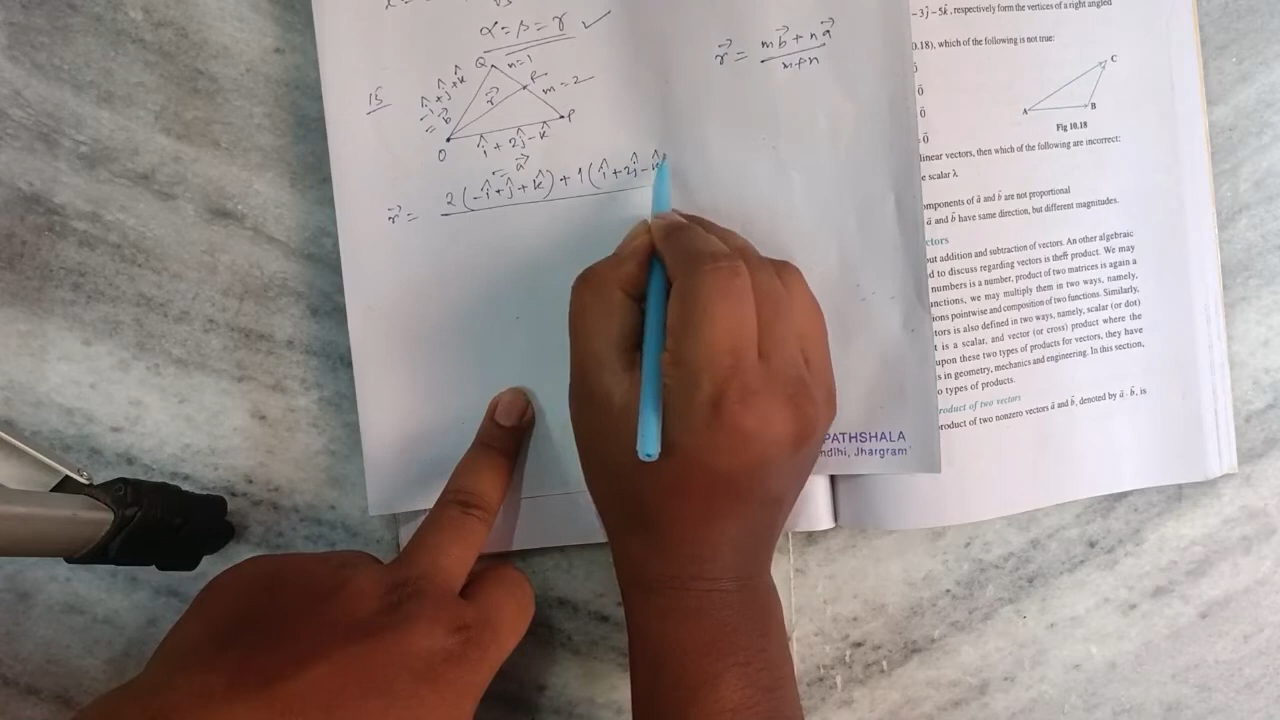 α = β = γ ✓
15
Q n=1
R
m=2
-î+ĵ+k̂
= b⃗
r⃗
P
O î + 2ĵ - k̂
= a⃗
r⃗ = 2(-î+ĵ+k̂) + 1(î+2ĵ-k̂
r⃗ = mb⃗ + na⃗ / m+n
PATHSHALA
ndihi, Jhargram
-3ĵ-5k̂, respectively form the vertices of a right angled
0.18), which of the following is not true:
C
A
B
Fig 10.18
linear vectors, then which of the following are incorrect:
e scalar λ
omponents of a⃗ and b⃗ are not proportional
a⃗ and b⃗ have same direction, but different magnitudes.
ctors
out addition and subtraction of vectors. An other algebraic
d to discuss regarding vectors is their product. We may
numbers is a number, product of two matrices is again a
unctions, we may multiply them in two ways, namely,
ions pointwise and composition of two functions. Similarly,
tors is also defined in two ways, namely, scalar (or dot)
t is a scalar, and vector (or cross) product where the
upon these two types of products for vectors, they have
s in geometry, mechanics and engineering. In this section,
o types of products.
roduct of two vectors
product of two nonzero vectors a⃗ and b⃗, denoted by a⃗ · b⃗, is